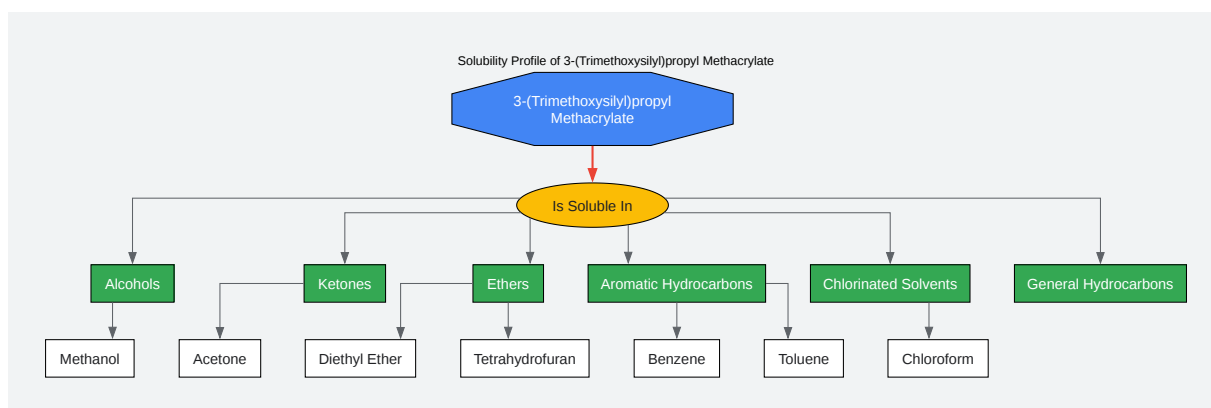 Solubility Profile of 3-(Trimethoxysilyl)propyl Methacrylate
3-(Trimethoxysilyl)propyl
Methacrylate
Is Soluble In
Alcohols
Ketones
Ethers
Aromatic Hydrocarbons
Chlorinated Solvents
General Hydrocarbons
Methanol
Acetone
Diethyl Ether
Tetrahydrofuran
Benzene
Toluene
Chloroform